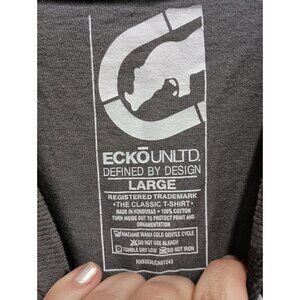 ECKŌUNLTD.
DEFINED BY DESIGN
LARGE
REGISTERED TRADEMARK
•THE CLASSIC T-SHIRT•
MADE IN HONDURAS • 100% COTTON
TURN INSIDE OUT TO PROTECT PRINT AND
ORNAMENTATION
MACHINE WASH COLD GENTLE CYCLE
DO NOT USE BLEACH
TUMBLE DRY LOW DO NOT IRON